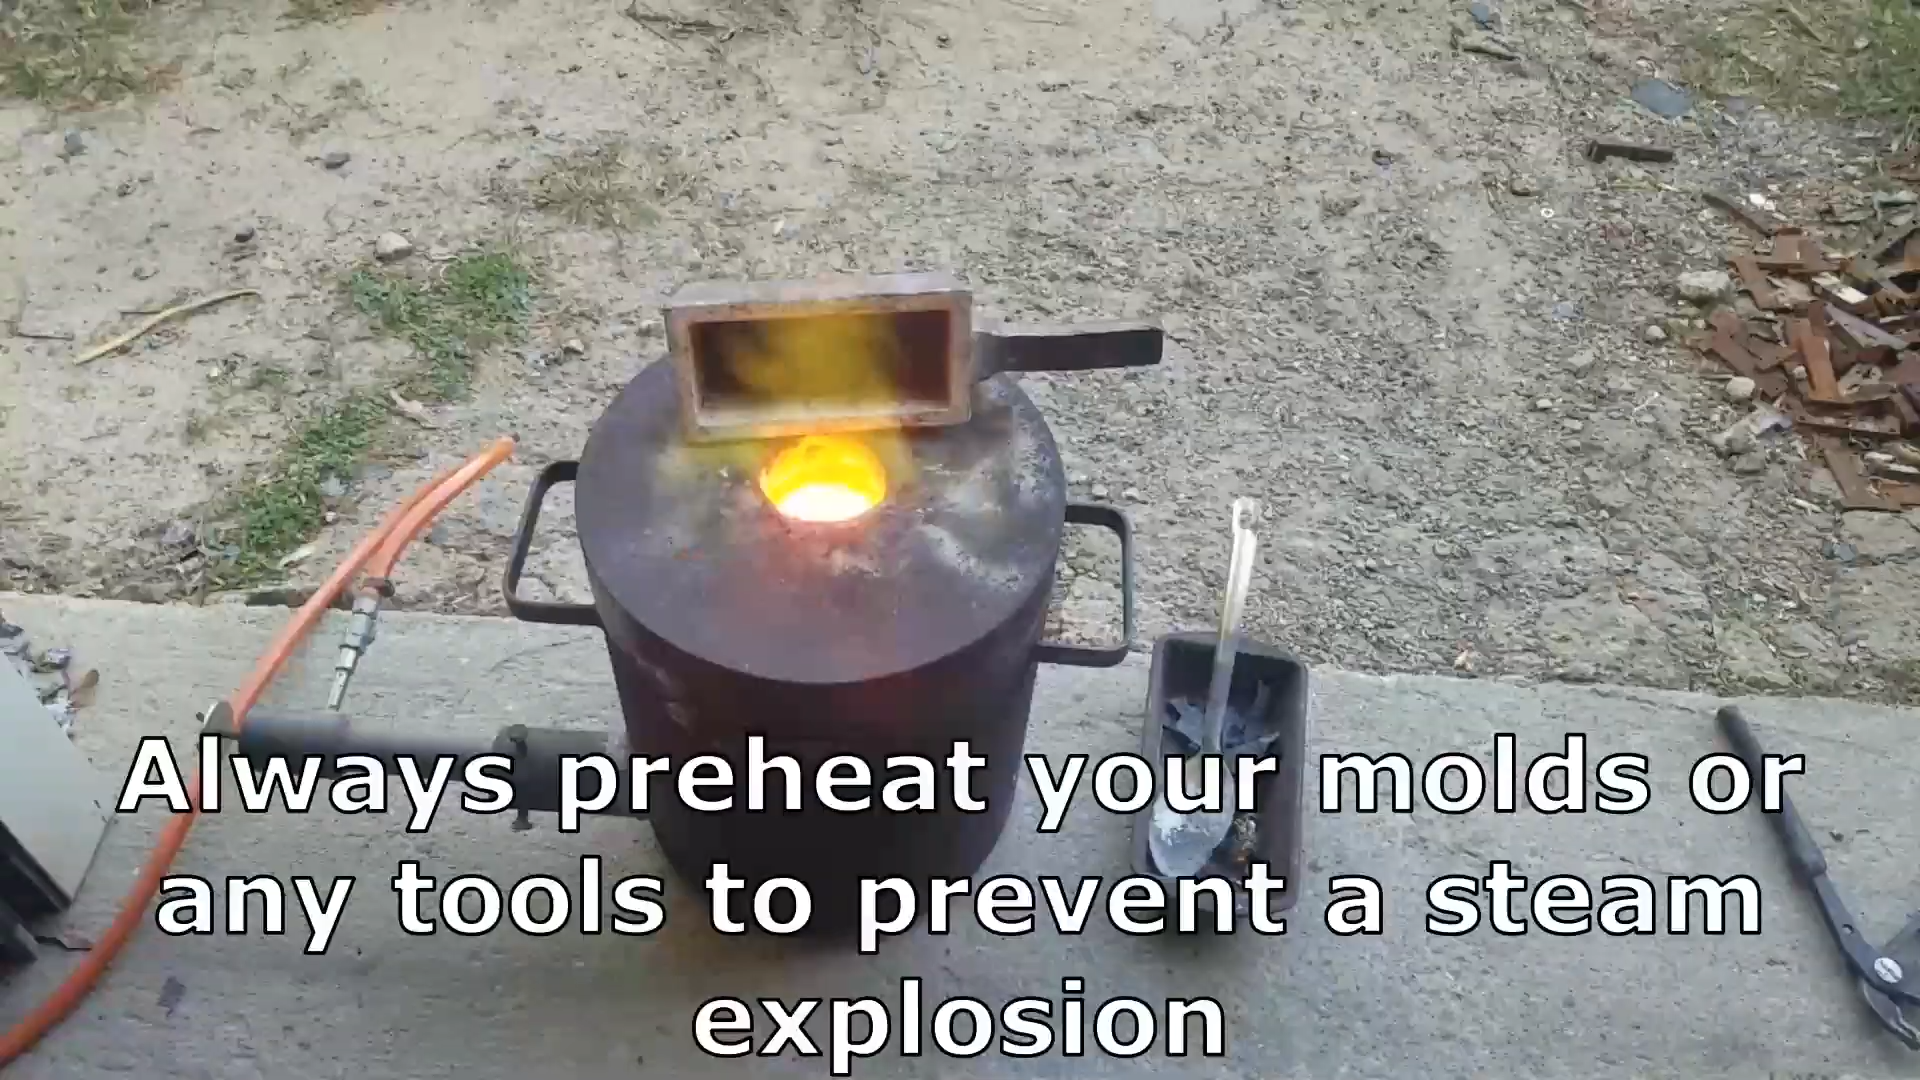 Always preheat your molds or
any tools to prevent a steam
explosion